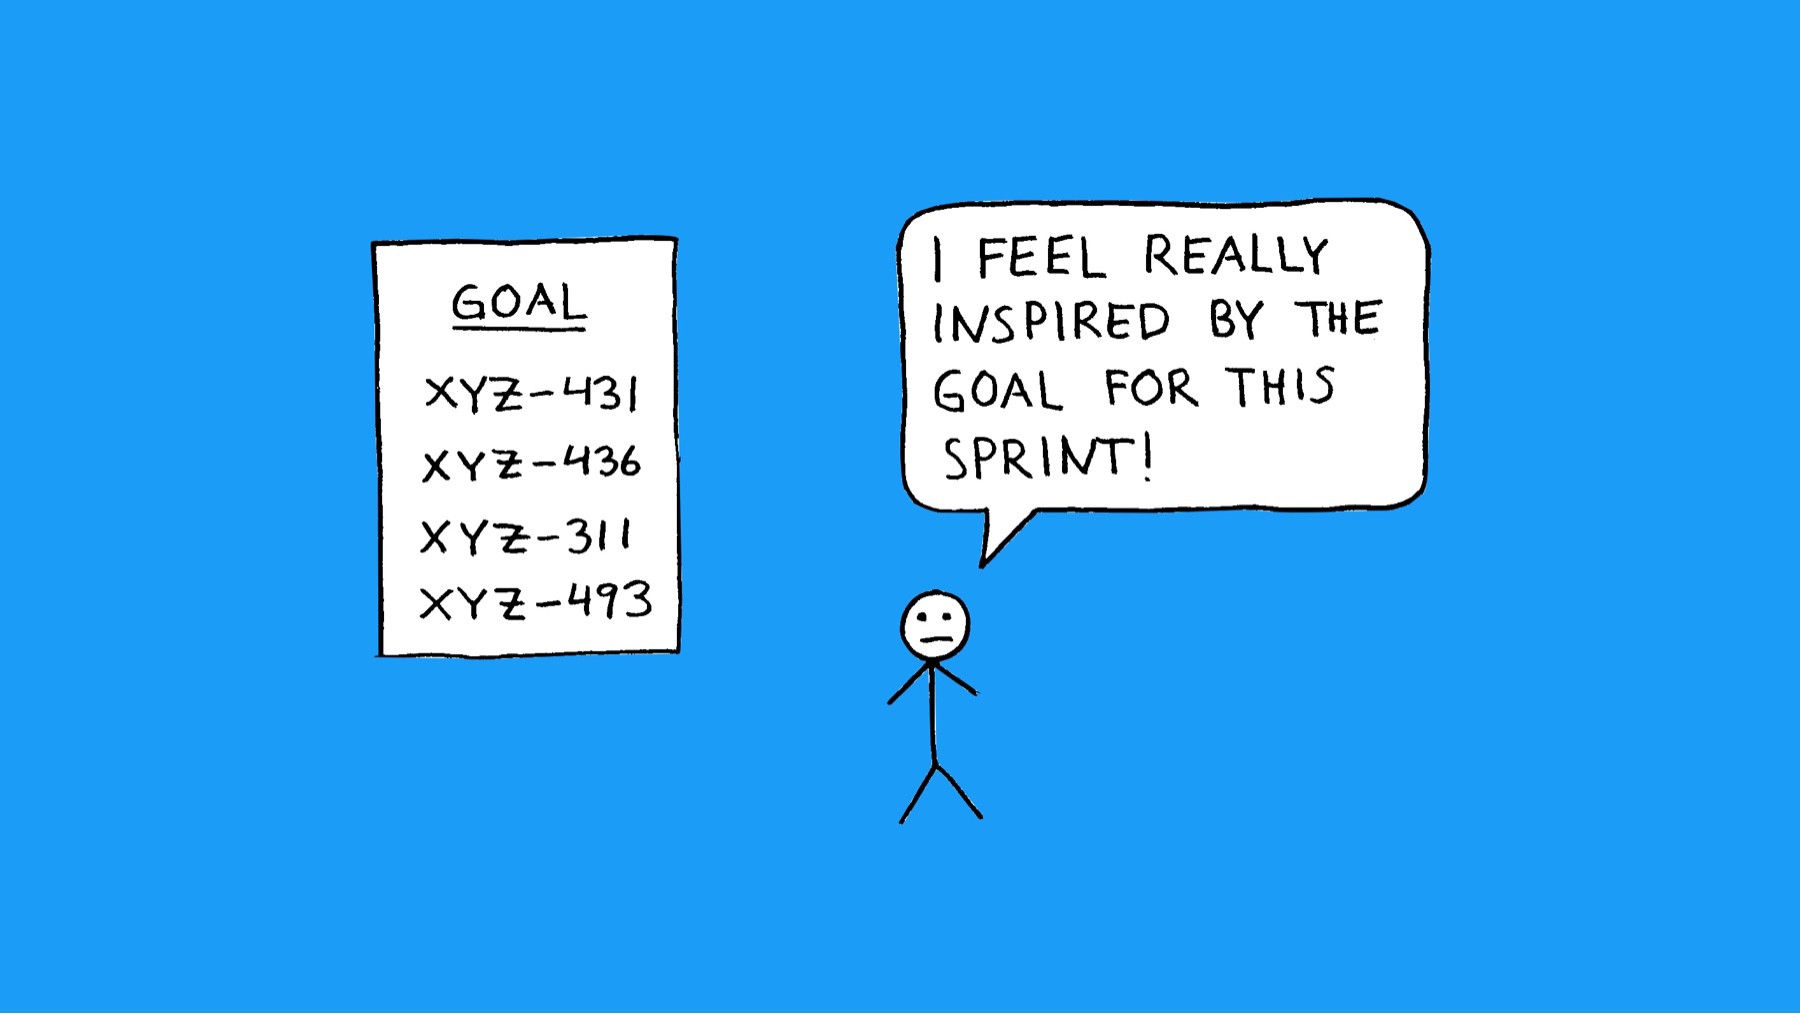 GOAL
XYZ-431
XYZ-436
XYZ-311
XYZ-493
I FEEL REALLY
INSPIRED BY THE
GOAL FOR THIS
SPRINT!